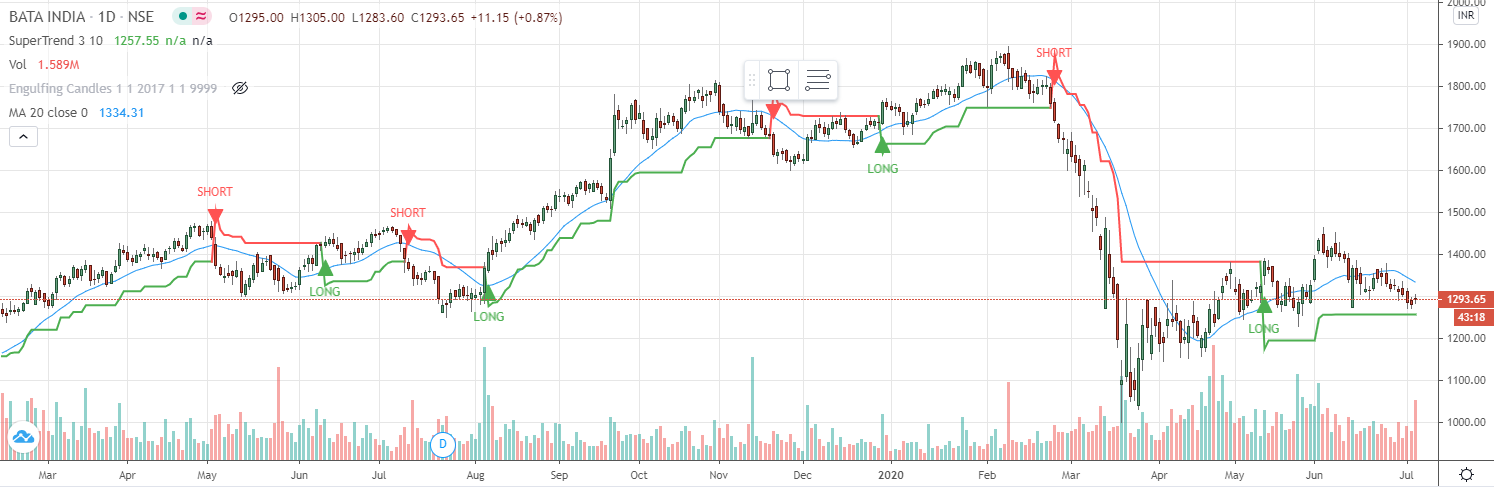 BATA INDIA · 1D · NSE O1295.00 H1305.00 L1283.60 C1293.65 +11.15 (+0.87%)
SuperTrend 3 10 1257.55 n/a n/a
Vol 1.589M
Engulfing Candles 1 1 2017 1 1 9999
MA 20 close 0 1334.31
SHORT
SHORT
SHORT
LONG
LONG
LONG
LONG
D
2000.00
INR
1900.00
1800.00
1700.00
1600.00
1500.00
1400.00
1293.65
43:18
1200.00
1100.00
1000.00
Mar Apr May Jun Jul Aug Sep Oct Nov Dec 2020 Feb Mar Apr May Jun Jul